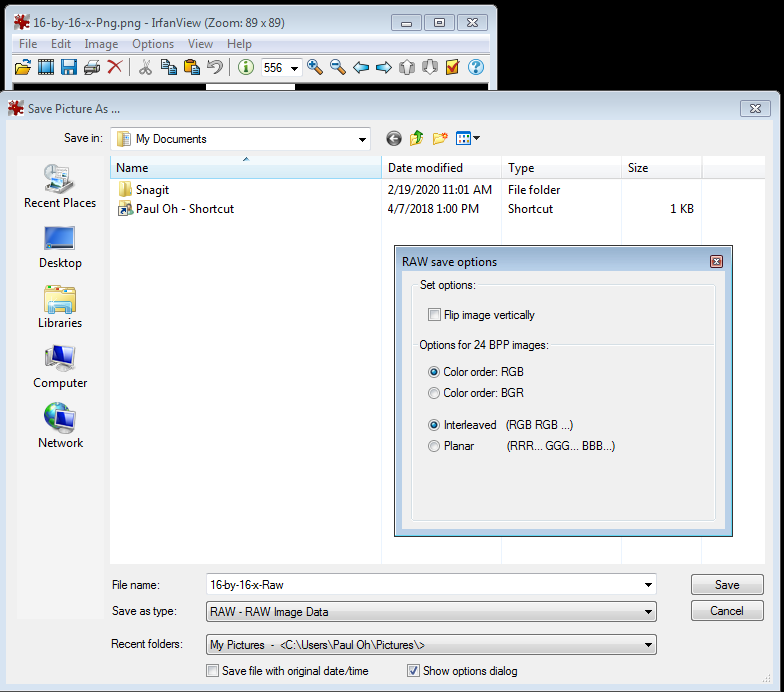 16-by-16-x-Png.png - IrfanView (Zoom: 89 x 89)
File Edit Image Options View Help
556
Save Picture As ...
Save in: My Documents
Name Date modified Type Size
Snagit 2/19/2020 11:01 AM File folder
Paul Oh - Shortcut 4/7/2018 1:00 PM Shortcut 1 KB
Recent Places
Desktop
Libraries
Computer
Network
RAW save options
Set options:
Flip image vertically
Options for 24 BPP images:
Color order: RGB
Color order: BGR
Interleaved (RGB RGB ...)
Planar (RRR... GGG... BBB...)
File name: 16-by-16-x-Raw Save
Save as type: RAW - RAW Image Data Cancel
Recent folders: My Pictures - <C:\Users\Paul Oh\Pictures\>
Save file with original date/time Show options dialog